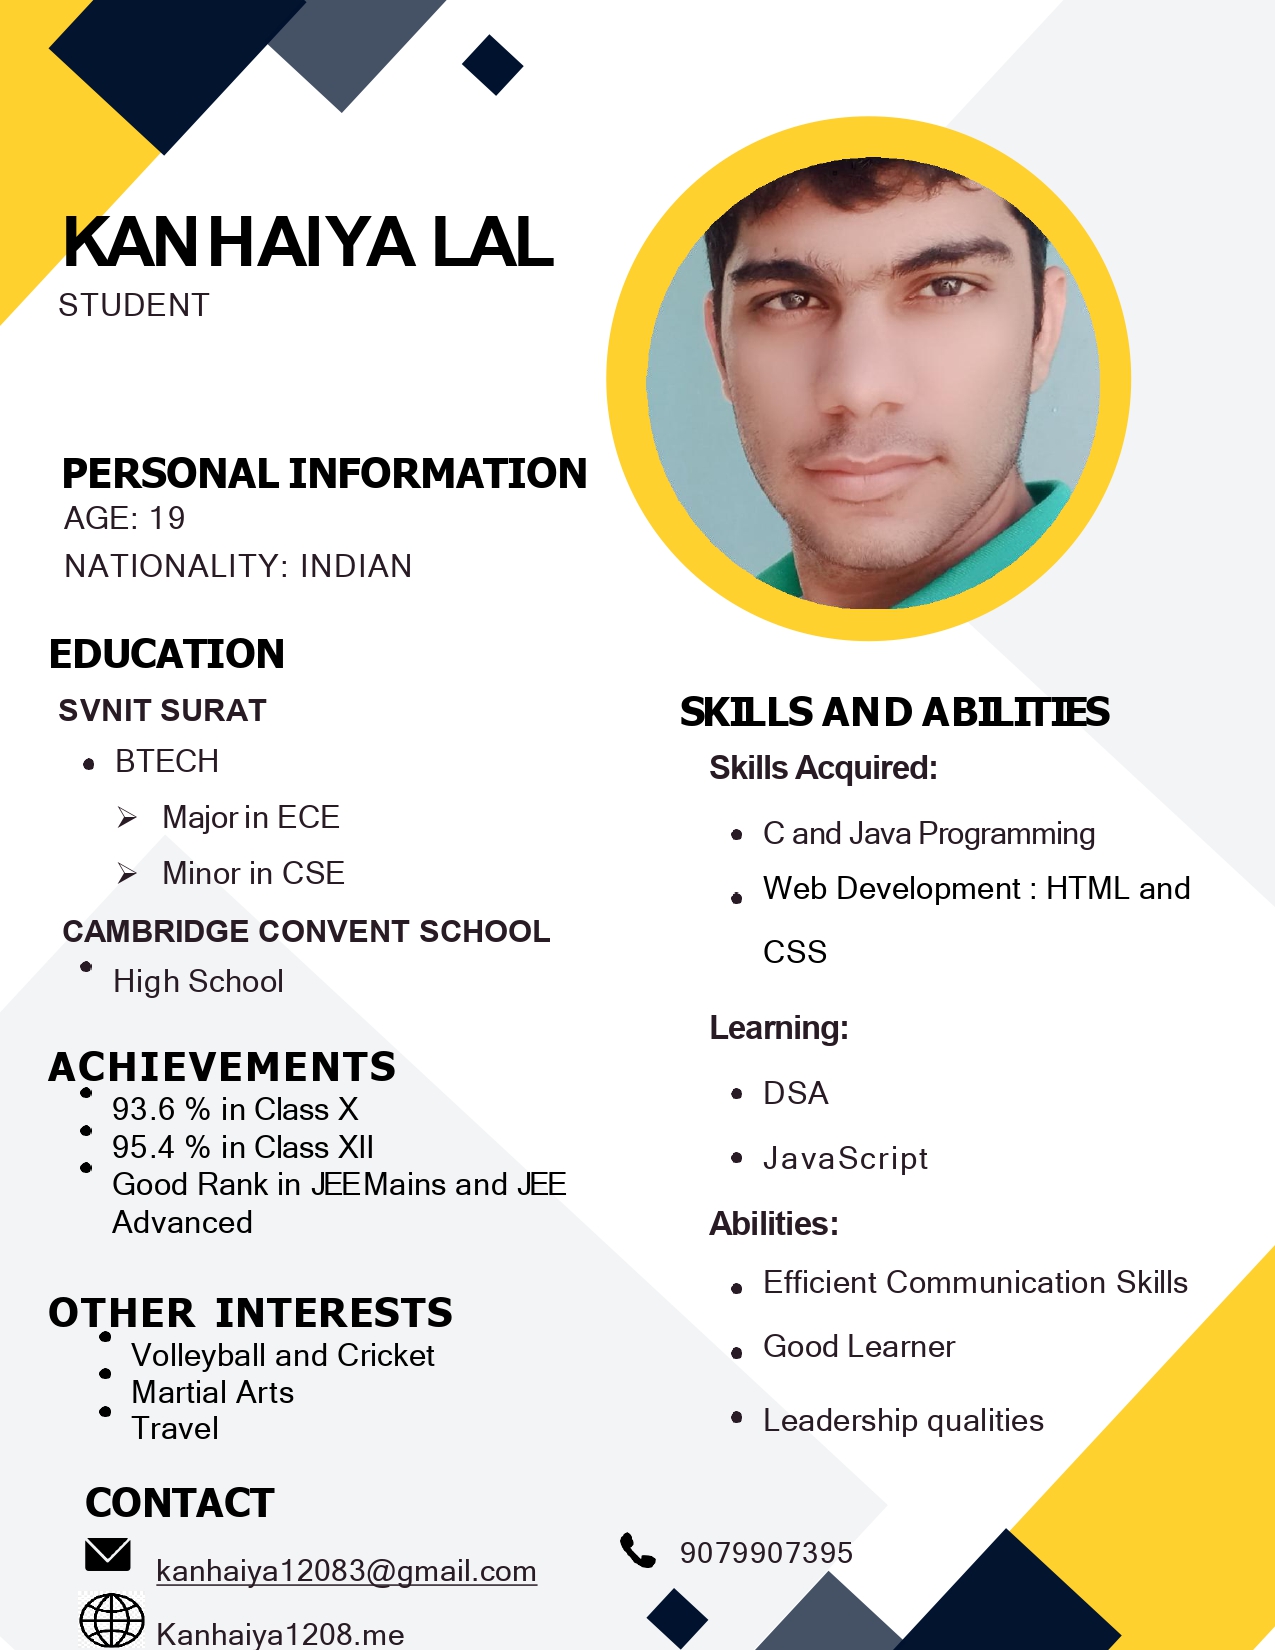 KANHAIYA LAL
STUDENT
PERSONAL INFORMATION
AGE: 19
NATIONALITY: INDIAN
EDUCATION
SVNIT SURAT
• BTECH
➢ Major in ECE
➢ Minor in CSE
CAMBRIDGE CONVENT SCHOOL
• High School
ACHIEVEMENTS
• 93.6 % in Class X
• 95.4 % in Class XII
• Good Rank in JEE Mains and JEE
Advanced
OTHER INTERESTS
• Volleyball and Cricket
• Martial Arts
• Travel
SKILLS AND ABILITIES
Skills Acquired:
• C and Java Programming
• Web Development : HTML and
CSS
Learning:
• DSA
• JavaScript
Abilities:
• Efficient Communication Skills
• Good Learner
• Leadership qualities
CONTACT
kanhaiya12083@gmail.com
9079907395
Kanhaiya1208.me